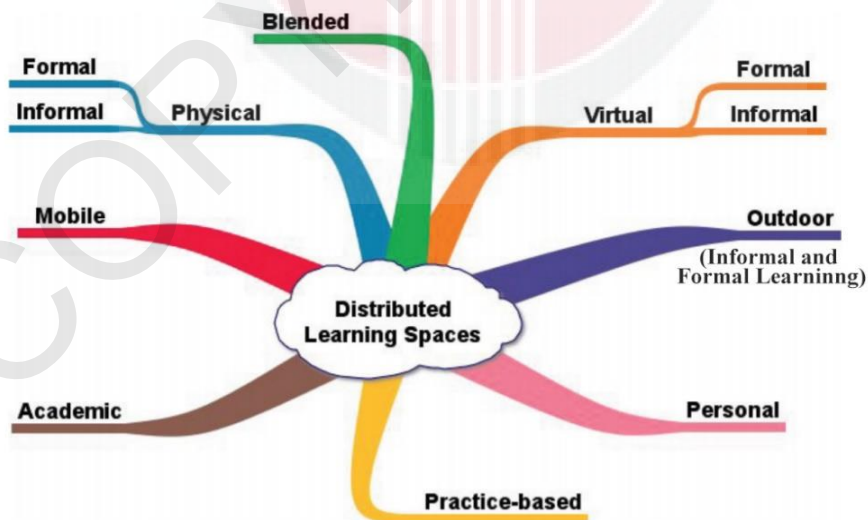 Blended
Formal
Informal
Physical
Virtual
Formal
Informal
Mobile
Outdoor
(Informal and
Formal Learninng)
Distributed
Learning Spaces
Academic
Personal
Practice-based
COPY